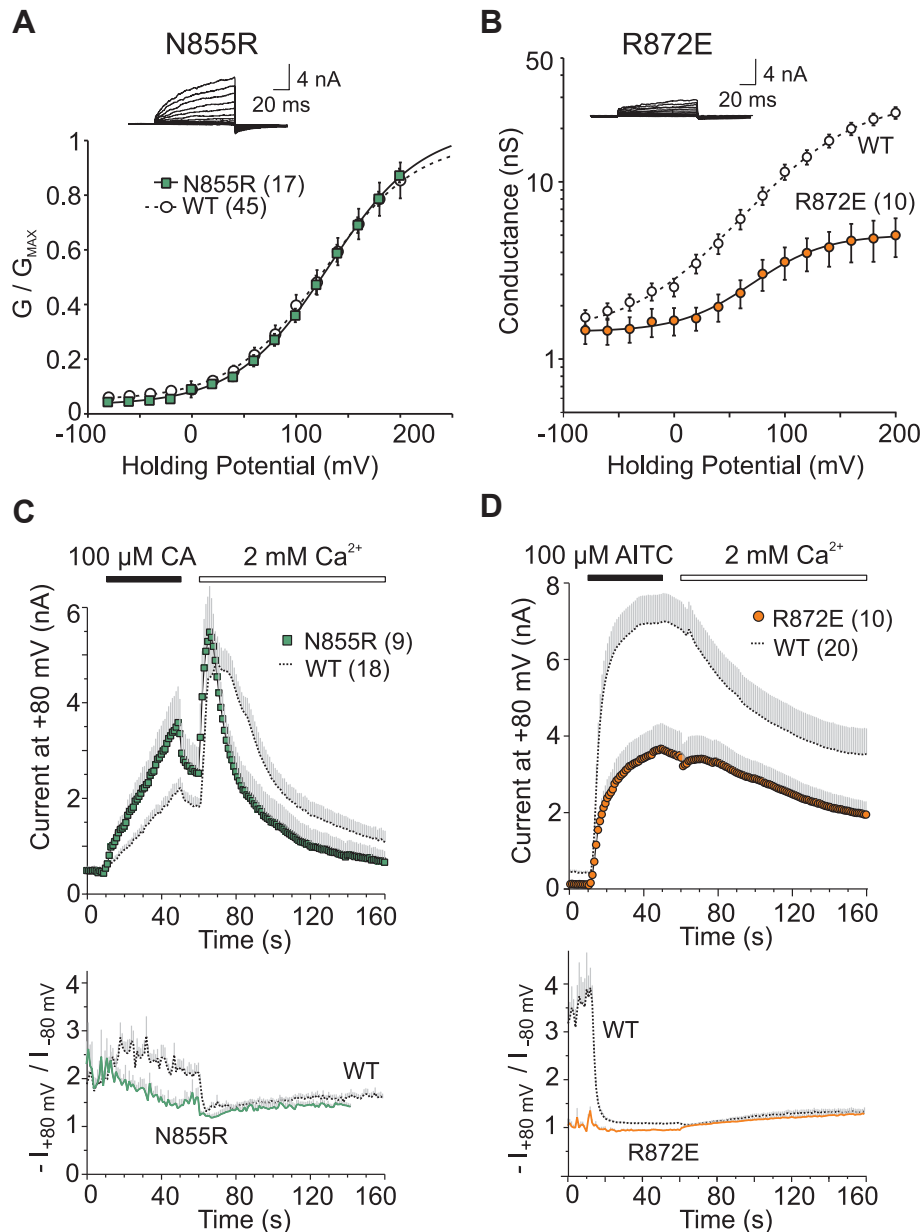 A
N855R
4 nA
20 ms
N855R (17)
WT (45)
G / G_MAX
1
0.8
0.6
0.4
0.2
0
-100 0 100 200
Holding Potential (mV)
B
R872E
4 nA
20 ms
WT
R872E (10)
Conductance (nS)
50
10
1
-100 0 100 200
Holding Potential (mV)
C
100 µM CA
2 mM Ca²⁺
N855R (9)
WT (18)
Current at +80 mV (nA)
6
4
2
0
0 40 80 120 160
Time (s)
- I+80 mV / I-80 mV
4
3
2
1
0
WT
N855R
0 40 80 120 160
Time (s)
D
100 µM AITC
2 mM Ca²⁺
R872E (10)
WT (20)
Current at +80 mV (nA)
8
6
4
2
0
0 40 80 120 160
Time (s)
- I+80 mV / I-80 mV
4
3
2
1
0
WT
R872E
0 40 80 120 160
Time (s)